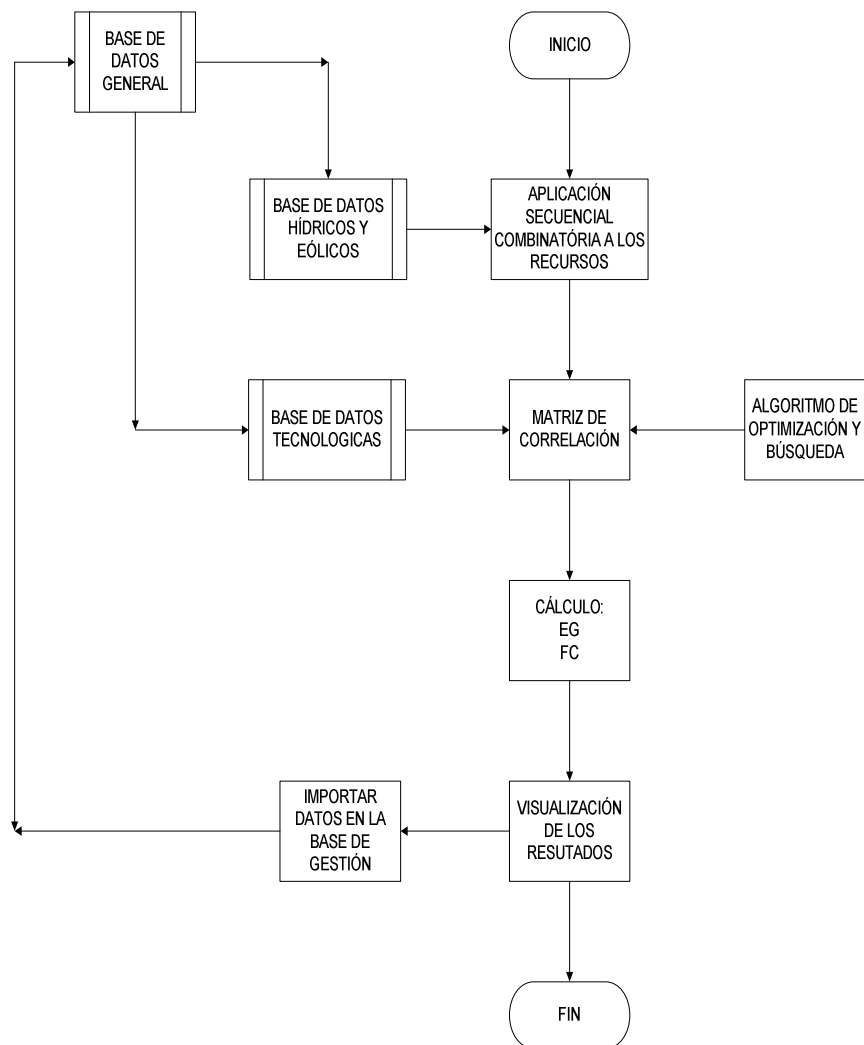 BASE DE
DATOS
GENERAL
INICIO
BASE DE DATOS
HÍDRICOS Y
EÓLICOS
APLICACIÓN
SECUENCIAL
COMBINATÓRIA A LOS
RECURSOS
BASE DE DATOS
TECNOLOGICAS
MATRIZ DE
CORRELACIÓN
ALGORITMO DE
OPTIMIZACIÓN Y
BÚSQUEDA
CÁLCULO:
EG
FC
IMPORTAR
DATOS EN LA
BASE DE
GESTIÓN
VISUALIZACIÓN
DE LOS
RESUTADOS
FIN